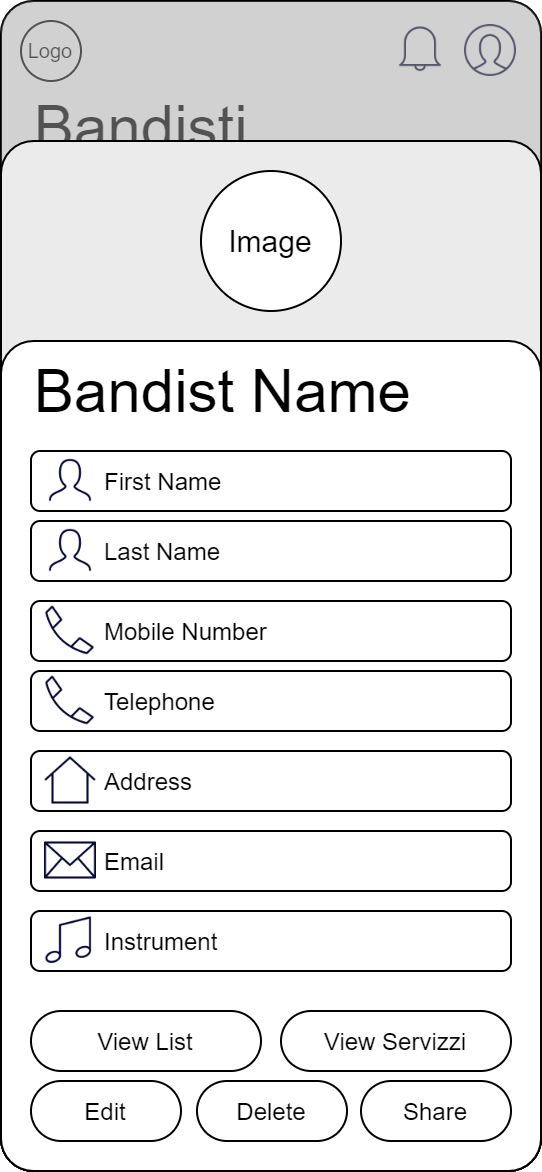 Logo
Bandisti
Image
Bandist Name
First Name
Last Name
Mobile Number
Telephone
Address
Email
Instrument
View List
View Servizzi
Edit
Delete
Share